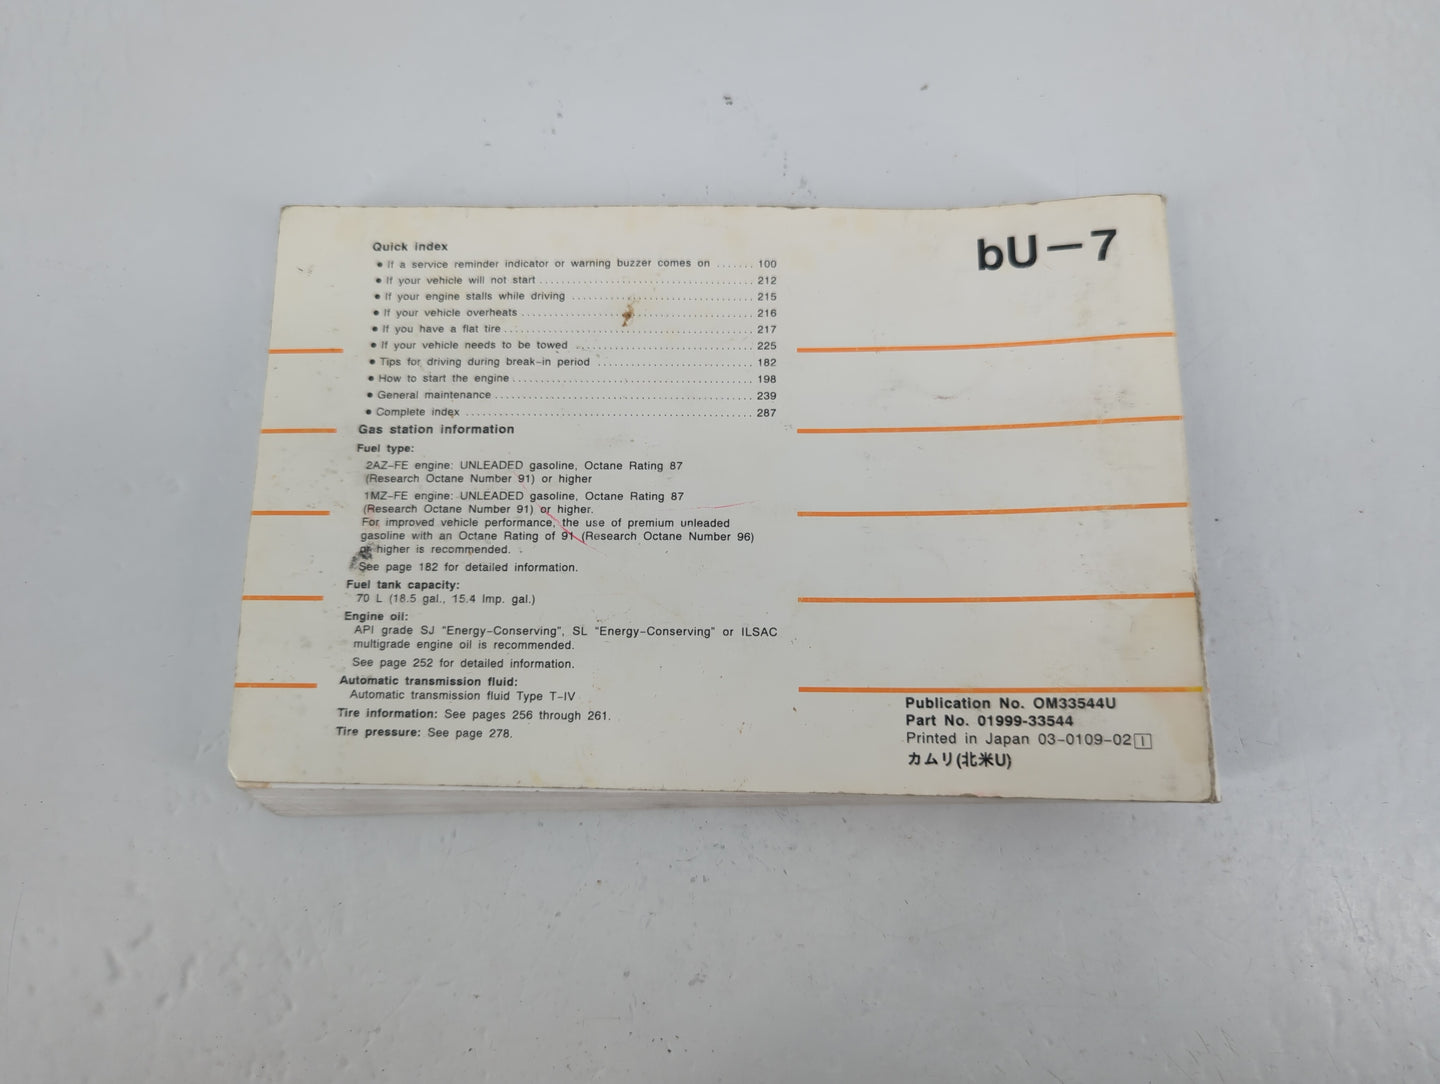 Quick index
• If a service reminder indicator or warning buzzer comes on ....... 100
• If your vehicle will not start ........................................ 212
• If your engine stalls while driving .................................. 215
• If your vehicle overheats ............................................ 216
• If you have a flat tire ................................................ 217
• If your vehicle needs to be towed .................................. 225
• Tips for driving during break–in period ............................. 182
• How to start the engine .............................................. 198
• General maintenance ................................................. 239
• Complete index ....................................................... 287
Gas station information
Fuel type:
2AZ–FE engine: UNLEADED gasoline, Octane Rating 87
(Research Octane Number 91) or higher
1MZ–FE engine: UNLEADED gasoline, Octane Rating 87
(Research Octane Number 91) or higher.
For improved vehicle performance, the use of premium unleaded
gasoline with an Octane Rating of 91 (Research Octane Number 96)
or higher is recommended.
See page 182 for detailed information.
Fuel tank capacity:
70 L (18.5 gal., 15.4 Imp. gal.)
Engine oil:
API grade SJ “Energy–Conserving”, SL “Energy–Conserving” or ILSAC
multigrade engine oil is recommended.
See page 252 for detailed information.
Automatic transmission fluid:
Automatic transmission fluid Type T–IV
Tire information: See pages 256 through 261.
Tire pressure: See page 278.
bU–7
Publication No. OM33544U
Part No. 01999–33544
Printed in Japan 03–0109–02 I
カムリ(北米U)